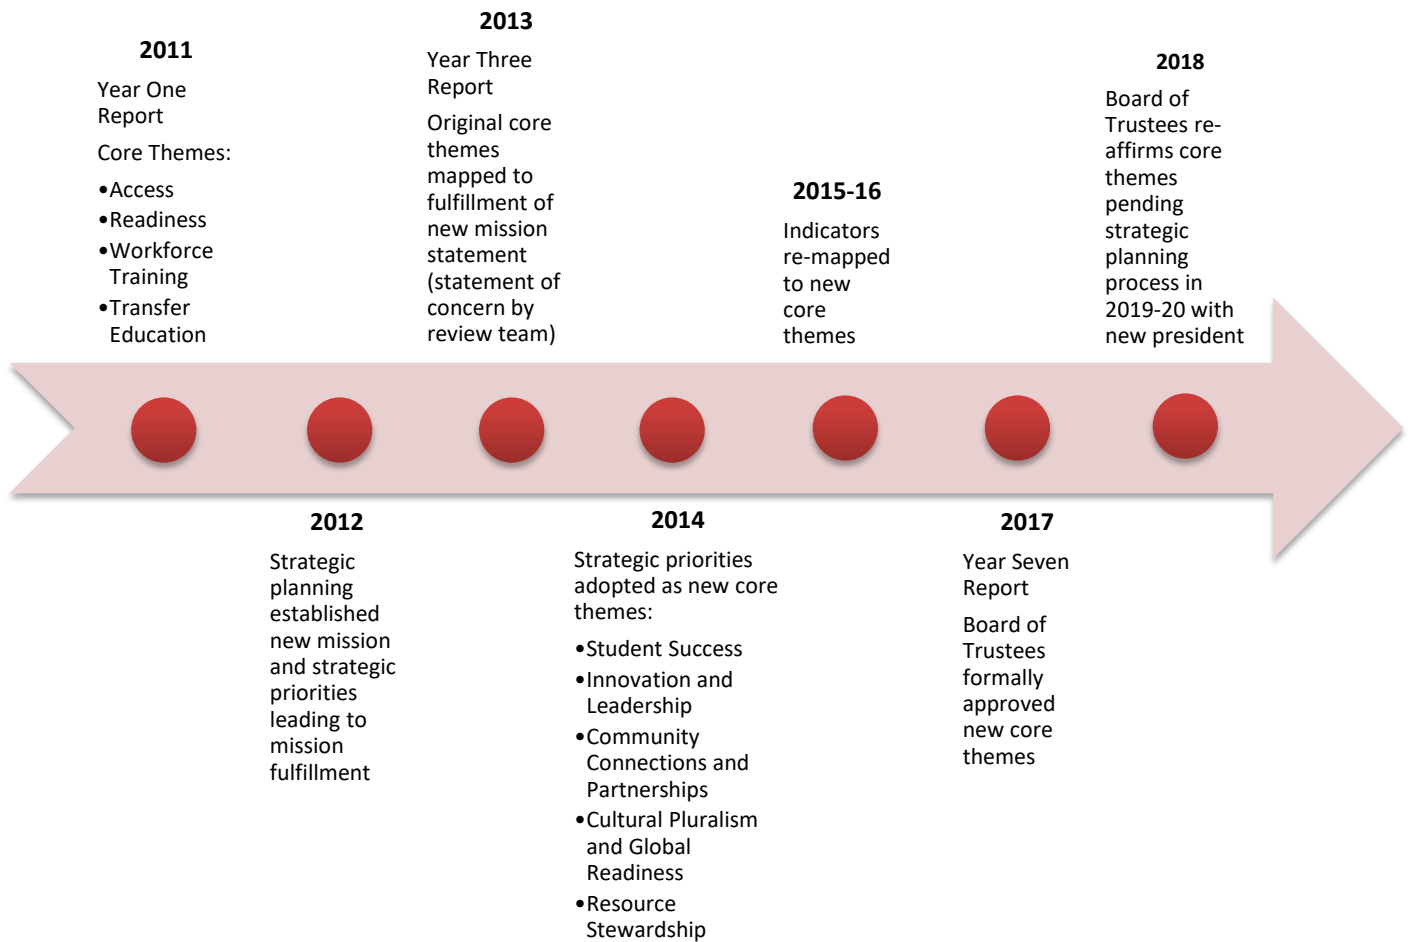 2011
Year One
Report
Core Themes:
•Access
•Readiness
•Workforce
Training
•Transfer
Education
2012
Strategic
planning
established
new mission
and strategic
priorities
leading to
mission
fulfillment
2013
Year Three
Report
Original core
themes
mapped to
fulfillment of
new mission
statement
(statement of
concern by
review team)
2014
Strategic priorities
adopted as new core
themes:
•Student Success
•Innovation and
Leadership
•Community
Connections and
Partnerships
•Cultural Pluralism
and Global
Readiness
•Resource
Stewardship
2015-16
Indicators
re-mapped
to new
core
themes
2017
Year Seven
Report
Board of
Trustees
formally
approved
new core
themes
2018
Board of
Trustees re-
affirms core
themes
pending
strategic
planning
process in
2019-20 with
new president